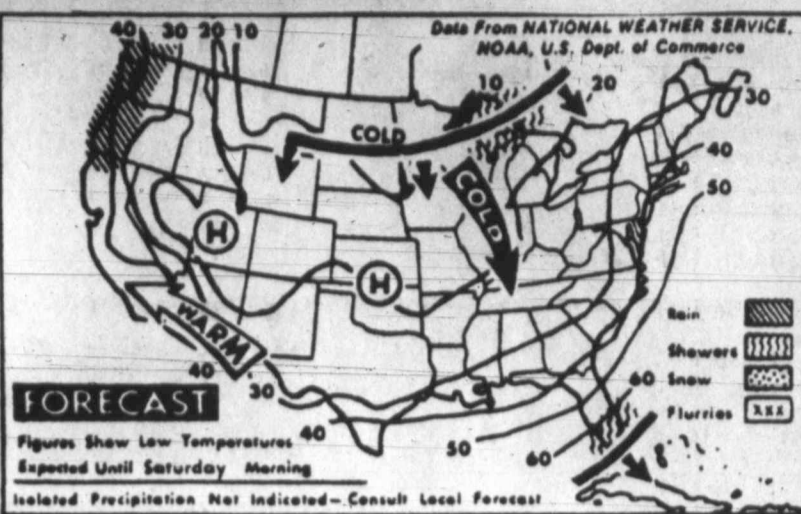 Data From NATIONAL WEATHER SERVICE,
NOAA, U.S. Dept. of Commerce
40 30 20 10
10 20
30
COLD
40
COLD
50
H
H
WARM
Rain
Showers
Snow
Flurries
40
30
60
40
50
60
FORECAST
Figures Show Low Temperatures
Expected Until Saturday Morning
Isolated Precipitation Not Indicated – Consult Local Forecast